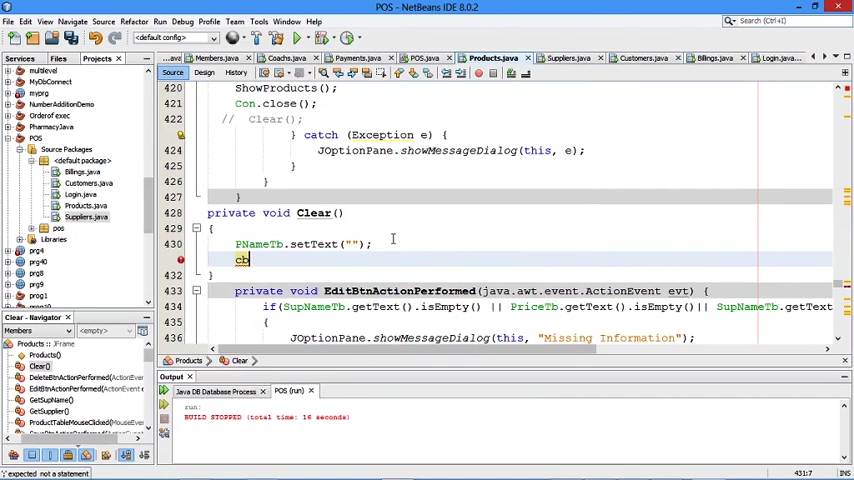 POS - NetBeans IDE 8.0.2
File Edit View Navigate Source Refactor Run Debug Profile Team Tools Window Help
Search (Ctrl+I)
<default config>
Services Files Projects
...java Members.java Coachs.java Payments.java POS.java Products.java Suppliers.java Customers.java Billings.java Login.java
Source Design History
multilevel
MyDbConnect
myprg
NumberAdditionDemo
Orderof exec
PharmacyJava
POS
Source Packages
<default package>
Billings.java
Customers.java
Login.java
Products.java
Suppliers.java
pos
Libraries
prg4
prg40
prg8
prg9
prog1
420 ShowProducts();
421 Con.close();
422 // Clear();
} catch (Exception e) {
424 JOptionPane.showMessageDialog(this, e);
425 }
426 }
427 }
428 private void Clear()
429 {
430 PNameTb.setText("");
cb
432 }
433 private void EditBtnActionPerformed(java.awt.event.ActionEvent evt) {
434 if(SupNameTb.getText().isEmpty() || PriceTb.getText().isEmpty()|| SupNameTb.getText
435 {
436 JOptionPane.showMessageDialog(this, "Missing Information");
Products Clear
Clear - Navigator
Members <empty>
Products :: JFrame
Products()
Clear()
DeleteBtnActionPerformed(ActionEvent
EditBtnActionPerformed(ActionEvent e
GetSupName()
GetSupplier()
ProductTableMouseClicked(MouseEve
Output
Java DB Database Process POS (run)
run:
BUILD STOPPED (total time: 16 seconds)
';' expected not a statement
431:7 INS